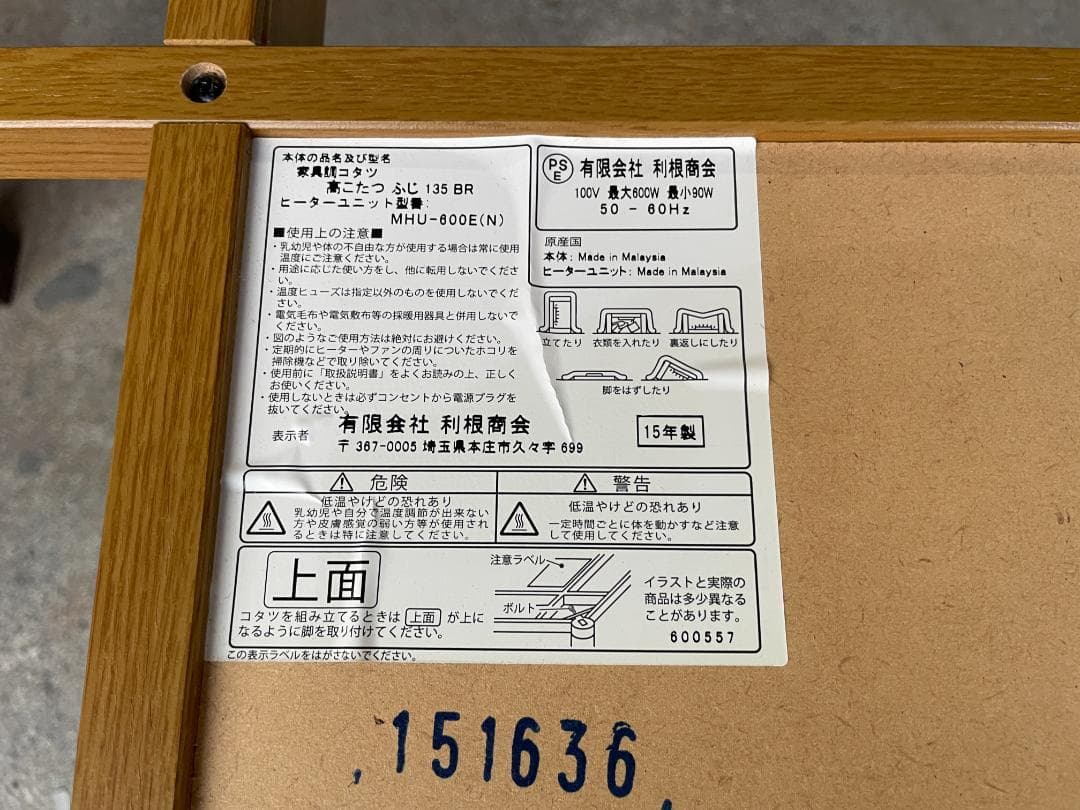 本体の品名及び型名
家具調コタツ
高こたつ ふじ 135 BR
ヒーターユニット型番:
MHU-600E(N)
■使用上の注意■
・乳幼児や体の不自由な方が使用する場合は常に使用
温度にご注意ください。
・用途に応じた使い方をし、他に転用しないでくださ
い。
・温度ヒューズは指定以外のものを使用しないでくだ
さい。
・電気毛布や電気敷布等の採暖用器具と併用しないで
ください。
・図のようなご使用方法は絶対にお避けください。
・定期的にヒーターやファンの周りについたホコリを
掃除機などで取り除いてください。
・使用前に「取扱説明書」をよくお読みの上、正しく
お使いください。
・使用しないときは必ずコンセントから電源プラグを
抜いてください。
表示者 有限会社 利根商会
〒367-0005 埼玉県本庄市久々宇 699
PSE 有限会社 利根商会
100V 最大600W 最小90W
50 - 60Hz
原産国
本体: Made in Malaysia
ヒーターユニット: Made in Malaysia
立てたり 衣類を入れたり 裏返しにしたり
脚をはずしたり
15年製
⚠ 危険
低温やけどの恐れあり
乳幼児や自分で温度調節が出来ない
方や皮膚感覚の弱い方等が使用され
るときは特に注意してください。
⚠ 警告
低温やけどの恐れあり
一定時間ごとに体を動かすなど注意
して使用してください。
上面
コタツを組み立てるときは 上面 が上に
なるように脚を取り付けてください。
注意ラベル
ボルト
イラストと実際の
商品は多少異なる
ことがあります。
600557
この表示ラベルをはがさないでください。
151636